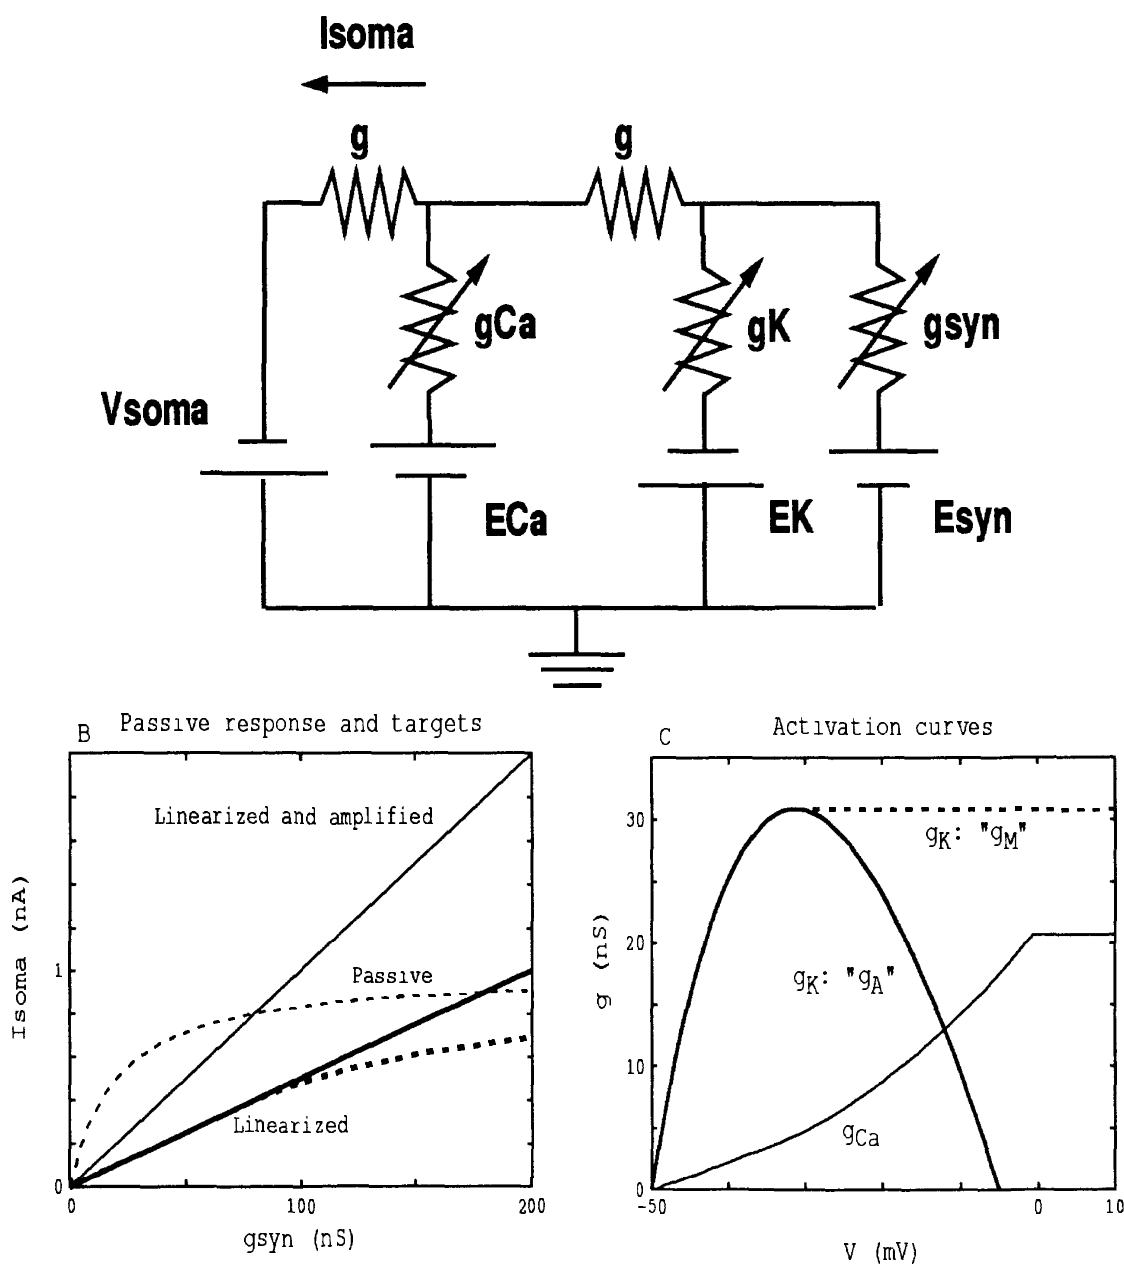 Isoma
g g
gCa gK gsyn
Vsoma
ECa EK Esyn
B Passive response and targets
Linearized and amplified
Passive
Linearized
Isoma (nA)
1
0
0 100 200
gsyn (nS)
C Activation curves
gK: "gM"
gK: "gA"
gCa
g (nS)
30
20
10
0
-50 0 10
V (mV)